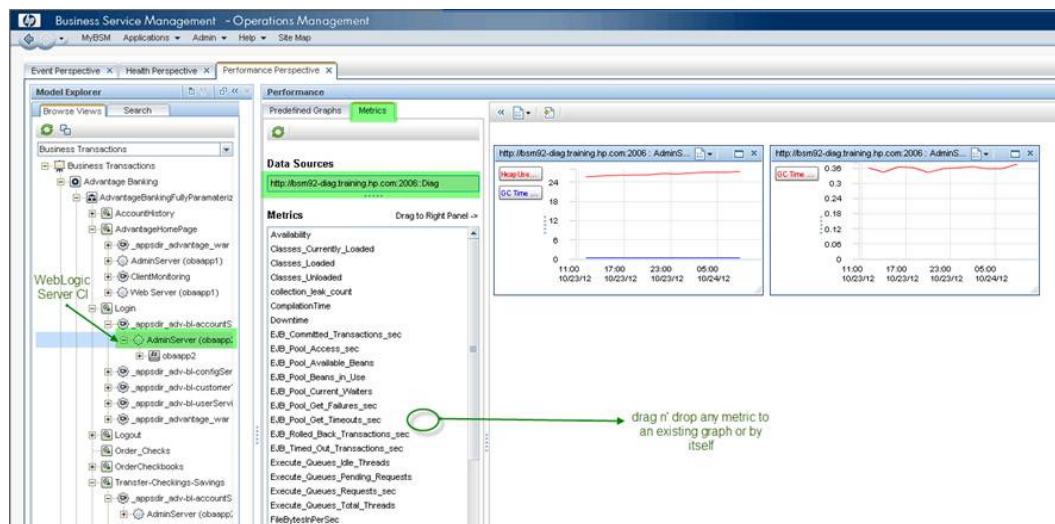 hp Business Service Management - Operations Management
MyBSM Applications Admin Help Site Map
Event Perspective Health Perspective Performance Perspective
Model Explorer
Browse Views Search
Business Transactions
Business Transactions
Advantage Banking
AdvantageBankingFullyParamateriz
AccountHistory
AdvantageHomePage
_appsdir_advantage_war
AdminServer (obaapp1)
ClientMonitoring
Web Server (obaapp1)
Login
_appsdir_adv-bl-accountS
AdminServer (obaapp2
obaapp2
_appsdir_adv-bl-configSer
_appsdir_adv-bl-customer
_appsdir_adv-bl-userServi
_appsdir_advantage_war
Logout
Order_Checks
OrderCheckbooks
Transfer-Checkings-Savings
_appsdir_adv-bl-accountS
AdminServer (obaapp2
WebLogic
Server CI
Performance
Predefined Graphs Metrics
Data Sources
http://bsm92-diag.training.hp.com:2006::Diag
Metrics Drag to Right Panel ->
Availability
Classes_Currently_Loaded
Classes_Loaded
Classes_Unloaded
collection_leak_count
CompilationTime
Downtime
EJB_Committed_Transactions_sec
EJB_Pool_Access_sec
EJB_Pool_Available_Beans
EJB_Pool_Beans_in_Use
EJB_Pool_Current_Waiters
EJB_Pool_Get_Failures_sec
EJB_Pool_Get_Timeouts_sec
EJB_Rolled_Back_Transactions_sec
EJB_Timed_Out_Transactions_sec
Execute_Queues_Idle_Threads
Execute_Queues_Pending_Requests
Execute_Queues_Requests_sec
Execute_Queues_Total_Threads
FileBytesInPerSec
http://bsm92-diag.training.hp.com:2006 : AdminS...
Heap Use...
GC Time ...
24
18
12
6
0
11:00 17:00 23:00 05:00
10/23/12 10/23/12 10/23/12 10/24/12
http://bsm92-diag.training.hp.com:2006 : AdminS...
GC Time ...
0.36
0.3
0.24
0.18
0.12
0.06
11:00 17:00 23:00 05:00
10/23/12 10/23/12 10/23/12 10/24/12
drag n' drop any metric to
an existing graph or by
itself